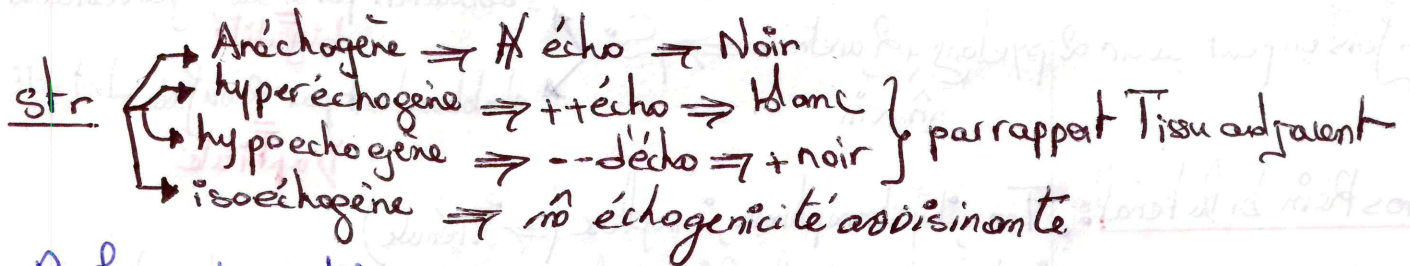 Anéchogène ⇒ ∄ écho ⇒ Noir
str hyperéchogène ⇒ ++écho ⇒ blanc } par rapport Tissu adjacent
hypoechogène ⇒ --d'écho ⇒ + noir
isoéchogène ⇒ m̂ échogenicité avoisinante